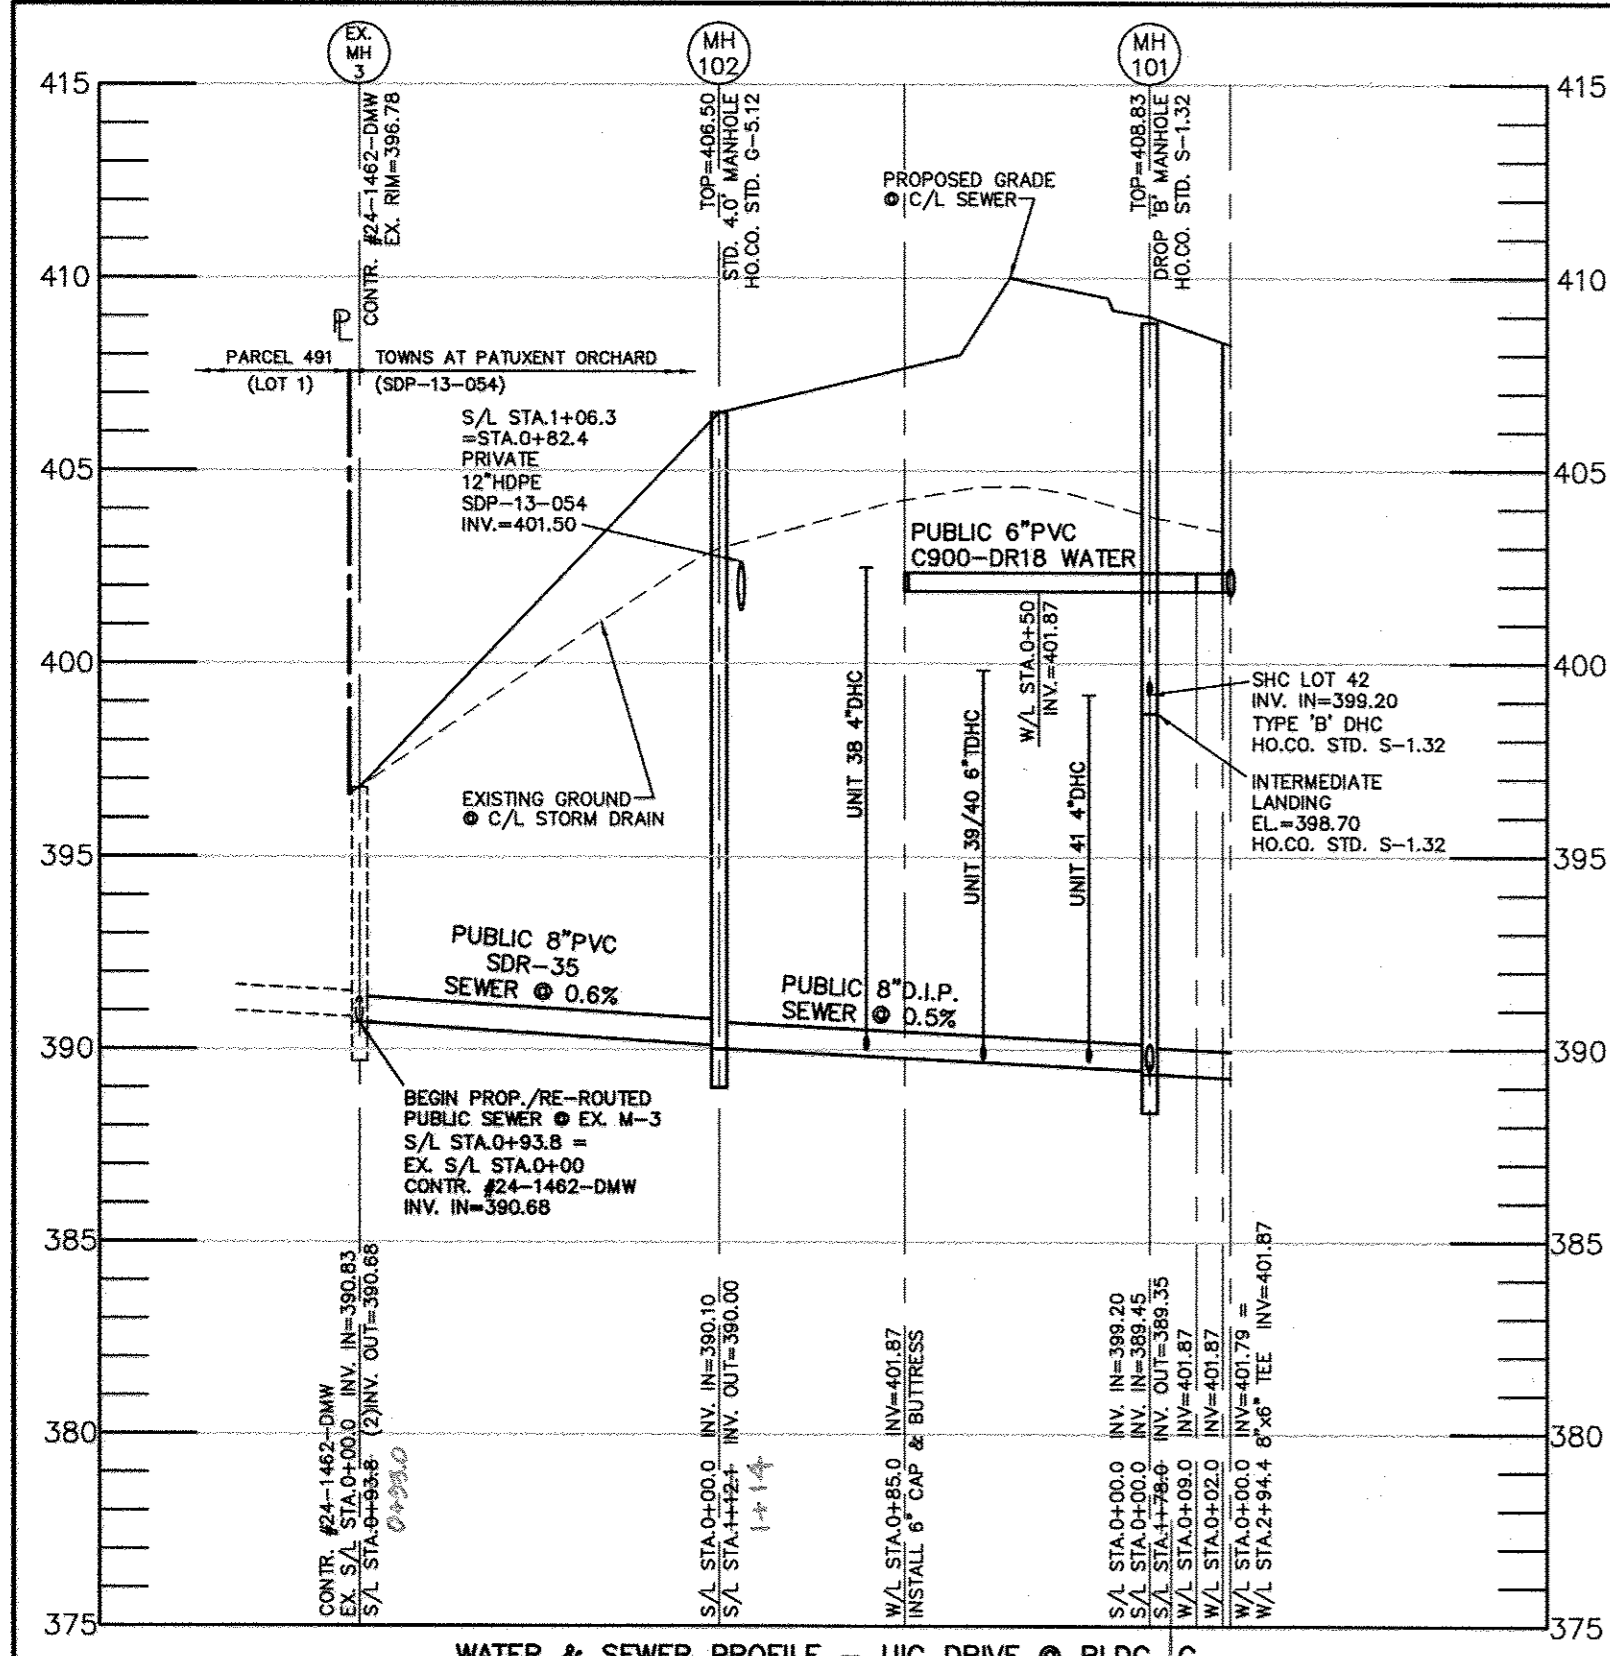 EX.
MH
3
MH
102
MH
101
415
410
405
400
395
390
385
380
375
415
410
405
400
395
390
385
380
375
CONTR. #24-1462-DMW
EX. RIM=396.78
TOP=406.50
STD. 4.0' MANHOLE
HO.CO. STD. G-5.12
TOP=408.83
DROP 'B' MANHOLE
HO.CO. STD. S-1.32
PROPOSED GRADE
@ C/L SEWER
PL
PARCEL 491
(LOT 1)
TOWNS AT PATUXENT ORCHARD
(SDP-13-054)
S/L STA.1+06.3
=STA.0+82.4
PRIVATE
12"HDPE
SDP-13-054
INV.=401.50
PUBLIC 6"PVC
C900-DR18 WATER
W/L STA.0+50
INV.=401.87
UNIT 38 4"DHC
UNIT 39/40 6"TDHC
UNIT 41 4"DHC
SHC LOT 42
INV. IN=399.20
TYPE 'B' DHC
HO.CO. STD. S-1.32
INTERMEDIATE
LANDING
EL.=398.70
HO.CO. STD. S-1.32
EXISTING GROUND
@ C/L STORM DRAIN
PUBLIC 8"PVC
SDR-35
SEWER @ 0.6%
PUBLIC 8"D.I.P.
SEWER @ 0.5%
BEGIN PROP./RE-ROUTED
PUBLIC SEWER @ EX. M-3
S/L STA.0+93.8 =
EX. S/L STA.0+00
CONTR. #24-1462-DMW
INV. IN=390.68
CONTR. #24-1462-DMW
EX. S/L STA.0+00.0 INV. IN=390.83
S/L STA.0+93.8 (2)INV. OUT=390.68
S/L STA.0+00.0 INV. IN=390.10
S/L STA.1+12.1 INV. OUT=390.00
1+14
W/L STA.0+85.0 INV=401.87
INSTALL 6" CAP & BUTTRESS
S/L STA.0+00.0 INV. IN=399.20
S/L STA.0+00.0 INV. IN=389.45
S/L STA.1+78.0 INV. OUT=389.35
W/L STA.0+09.0 INV=401.87
W/L STA.0+02.0 INV=401.87
W/L STA.0+00.0 INV=401.79 =
W/L STA.2+94.4 8"x6" TEE INV=401.87
WATER & SEWER PROFILE - UIC DRIVE @ BLDG. C